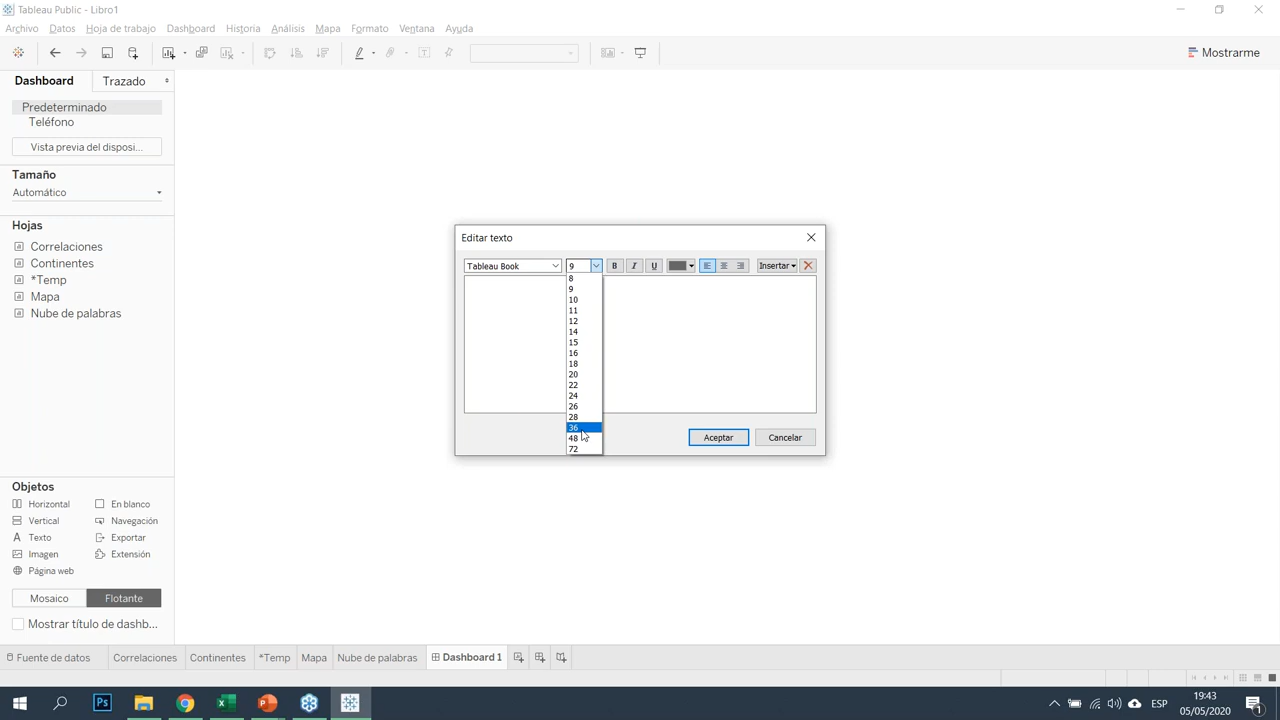 Tableau Public - Libro1
Archivo Datos Hoja de trabajo Dashboard Historia Análisis Mapa Formato Ventana Ayuda
Mostrarme
Dashboard Trazado
Predeterminado
Teléfono
Vista previa del disposi...
Tamaño
Automático
Hojas
Correlaciones
Continentes
*Temp
Mapa
Nube de palabras
Editar texto
Tableau Book 9 B I U Insertar
8
9
10
11
12
14
15
16
18
20
22
24
26
28
36
48
72
Aceptar Cancelar
Objetos
Horizontal En blanco
Vertical Navegación
A Texto Exportar
Imagen Extensión
Página web
Mosaico Flotante
Mostrar título de dashb...
Fuente de datos Correlaciones Continentes *Temp Mapa Nube de palabras Dashboard 1
Ps ESP 19:43
05/05/2020
1